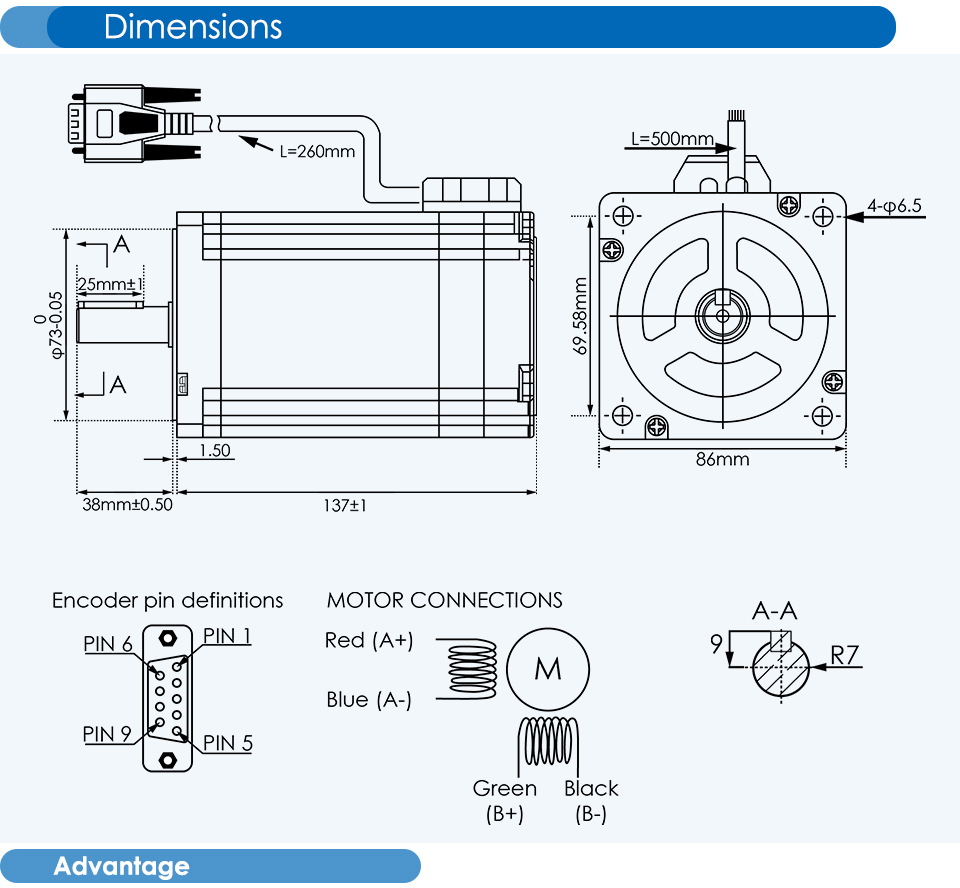 Dimensions
L=260mm
L=500mm
4-φ6.5
A
25mm±1
0
φ73-0.05
69.58mm
A
1.50
86mm
38mm±0.50
137±1
Encoder pin definitions
MOTOR CONNECTIONS
A-A
PIN 6
PIN 1
Red (A+)
9
R7
M
Blue (A-)
PIN 9
PIN 5
Green
(B+)
Black
(B-)
Advantage